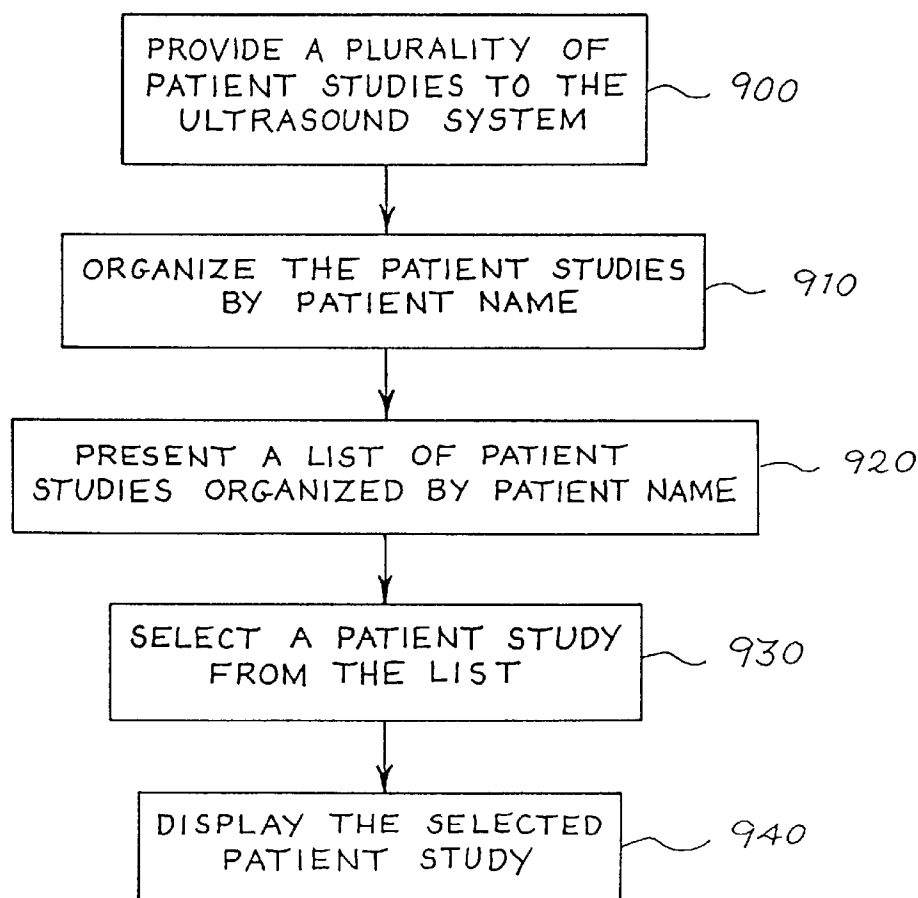 PROVIDE A PLURALITY OF
PATIENT STUDIES TO THE
ULTRASOUND SYSTEM
900
ORGANIZE THE PATIENT STUDIES
BY PATIENT NAME
910
PRESENT A LIST OF PATIENT
STUDIES ORGANIZED BY PATIENT NAME
920
SELECT A PATIENT STUDY
FROM THE LIST
930
DISPLAY THE SELECTED
PATIENT STUDY
940